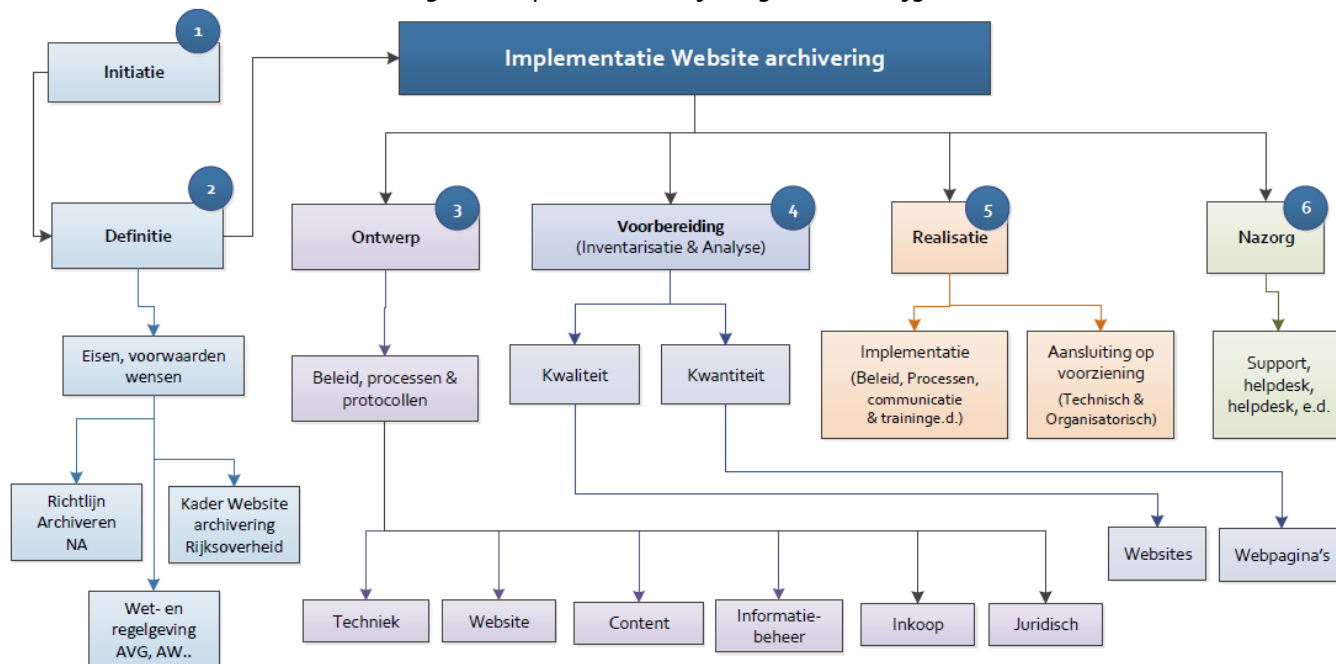 1
Initiatie
Implementatie Website archivering
2
Definitie
3
Ontwerp
4
Voorbereiding
(Inventarisatie & Analyse)
5
Realisatie
6
Nazorg
Eisen, voorwaarden
wensen
Beleid, processen &
protocollen
Kwaliteit
Kwantiteit
Implementatie
(Beleid, Processen,
communicatie
& traininge.d.)
Aansluiting op
voorziening
(Technisch &
Organisatorisch)
Support,
helpdesk,
helpdesk, e.d.
Richtlijn
Archiveren
NA
Kader Website
archivering
Rijksoverheid
Websites
Webpagina's
Wet- en
regelgeving
AVG, AW..
Techniek
Website
Content
Informatie-
beheer
Inkoop
Juridisch